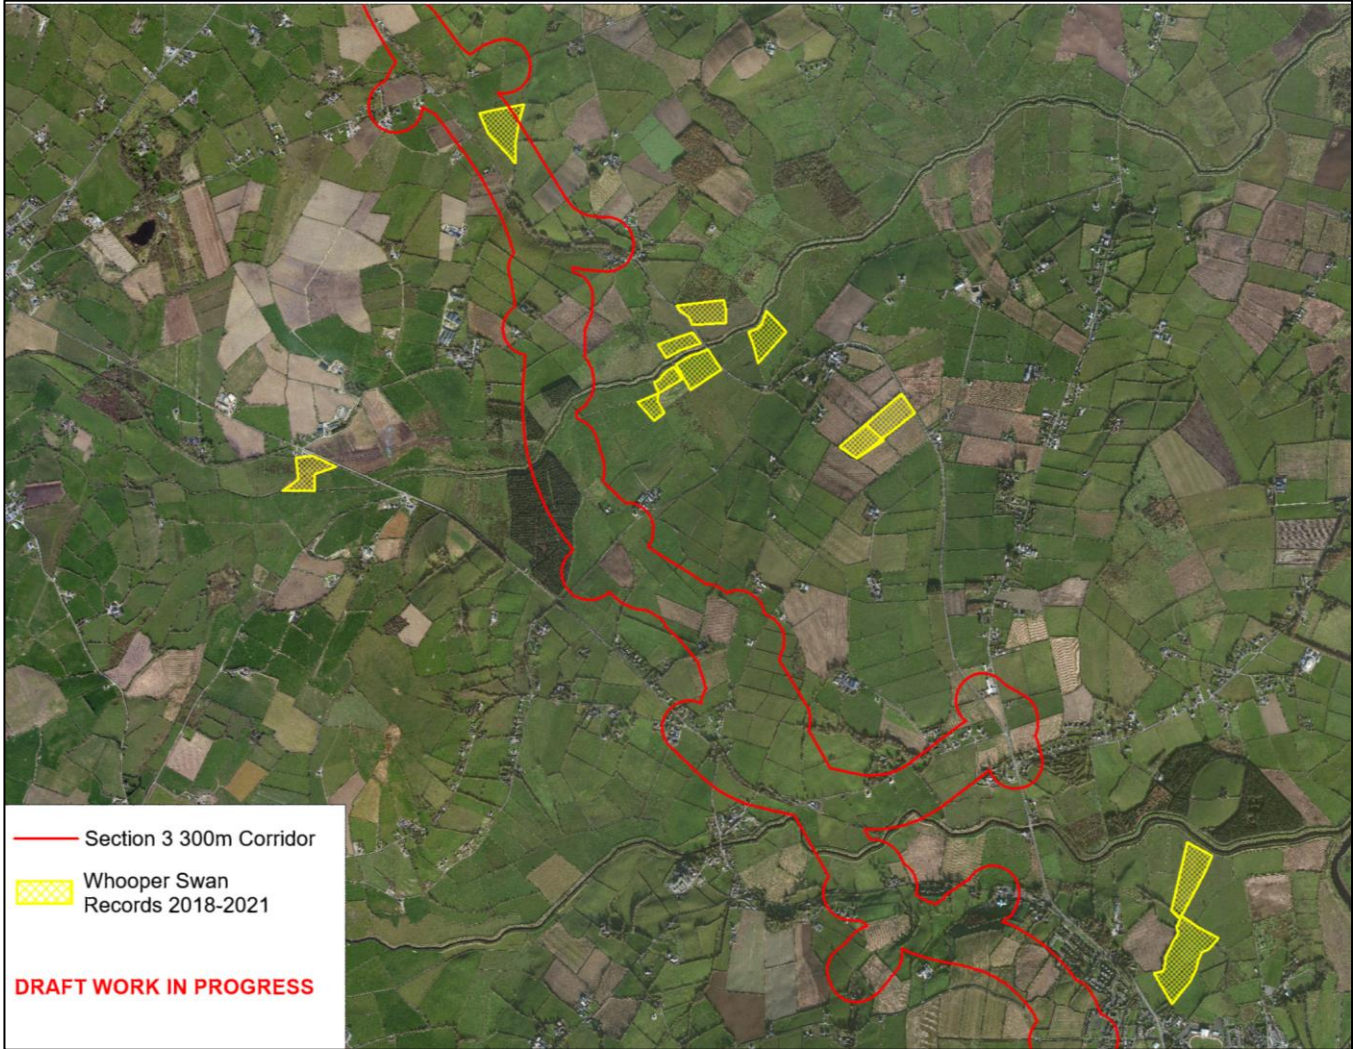 Section 3 300m Corridor
Whooper Swan
Records 2018-2021
DRAFT WORK IN PROGRESS